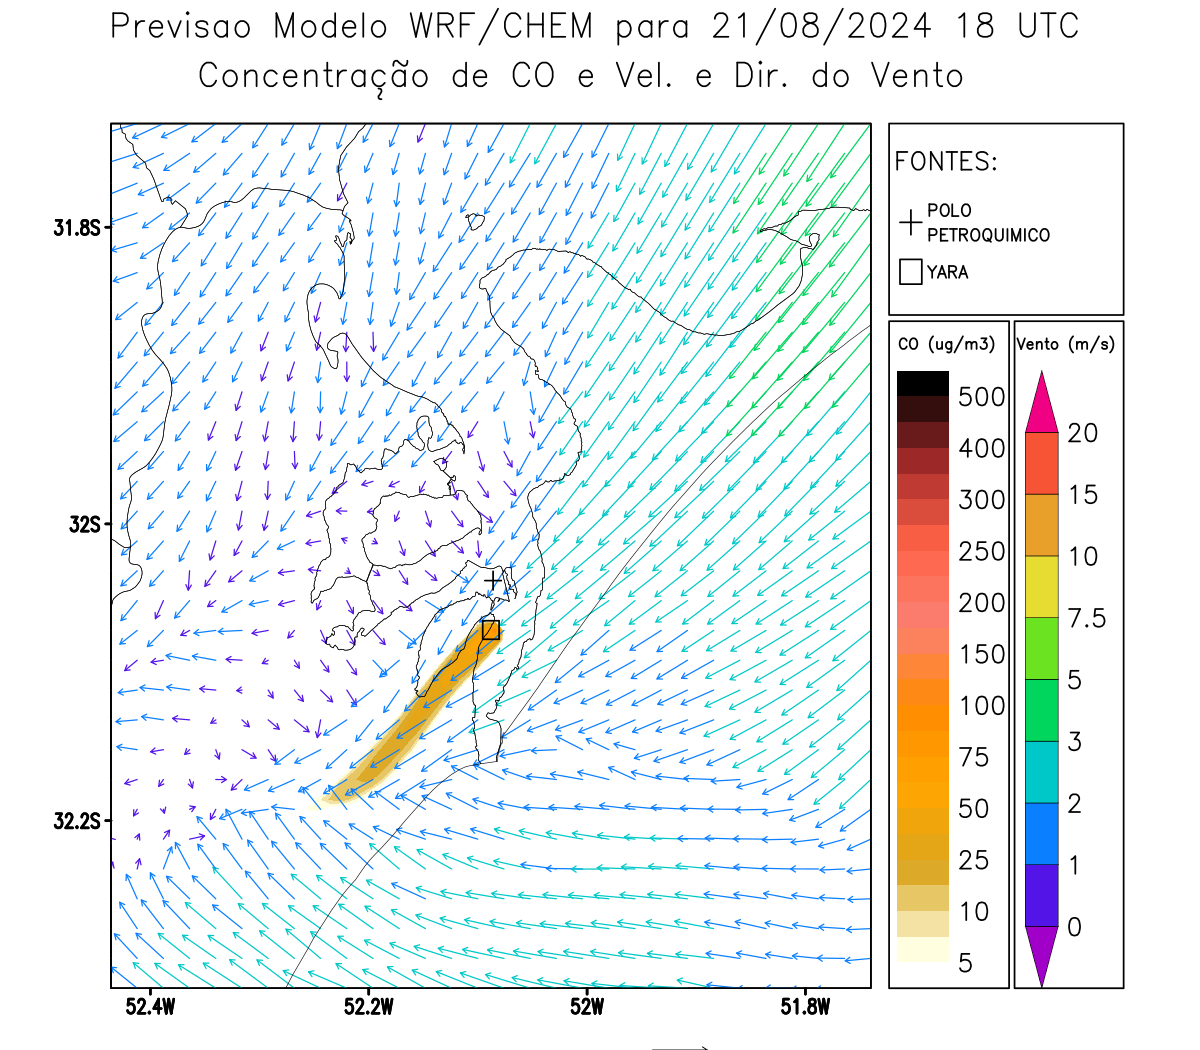 Previsao Modelo WRF/CHEM para 21/08/2024 18 UTC
Concentração de CO e Vel. e Dir. do Vento
FONTES:
POLO
PETROQUIMICO
YARA
CO (ug/m3)
500
400
300
250
200
150
100
75
50
25
10
5
Vento (m/s)
20
15
10
7.5
5
3
2
1
0
31.8S
32S
32.2S
52.4W
52.2W
52W
51.8W